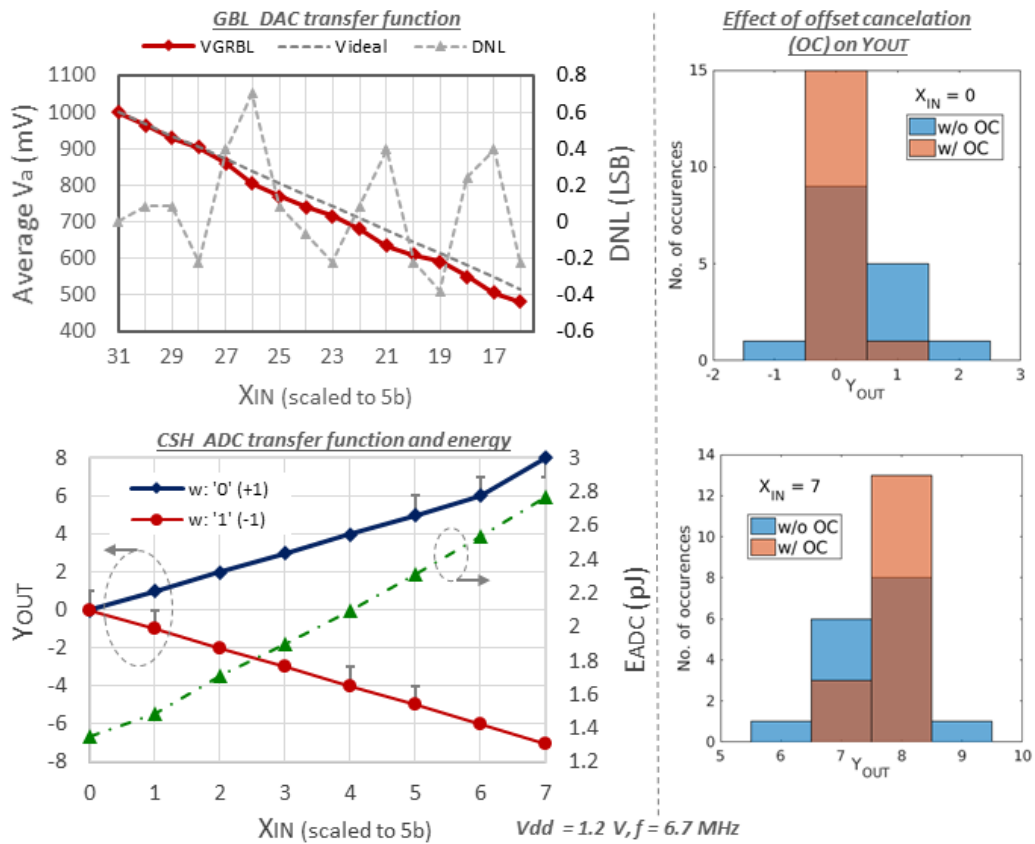 GBL DAC transfer function
VGRBL Videal DNL
1100
1000
900
800
700
600
500
400
Average Va (mV)
0.8
0.6
0.4
0.2
0
-0.2
-0.4
-0.6
DNL (LSB)
31 29 27 25 23 21 19 17
XIN (scaled to 5b)
Effect of offset cancelation
(OC) on YOUT
15
10
5
0
No. of occurences
XIN = 0
w/o OC
w/ OC
-2 -1 0 1 2 3
YOUT
CSH ADC transfer function and energy
8
6
4
2
0
-2
-4
-6
-8
YOUT
w: '0' (+1)
w: '1' (-1)
3
2.8
2.6
2.4
2.2
2
1.8
1.6
1.4
1.2
EADC (pJ)
0 1 2 3 4 5 6 7
XIN (scaled to 5b)
14
12
10
8
6
4
2
0
No. of occurences
XIN = 7
w/o OC
w/ OC
5 6 7 8 9 10
YOUT
Vdd = 1.2 V, f = 6.7 MHz